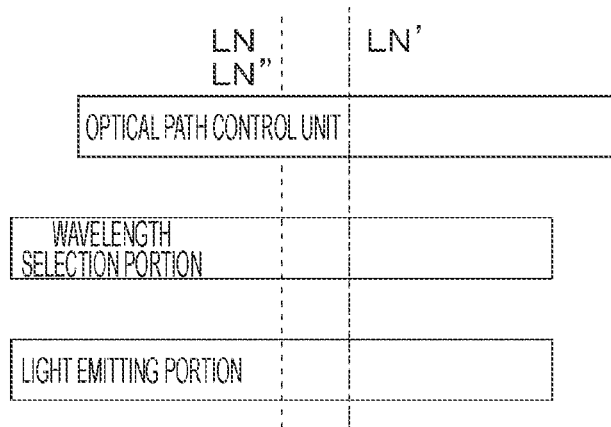 LN LN'
LN"
OPTICAL PATH CONTROL UNIT
WAVELENGTH
SELECTION PORTION
LIGHT EMITTING PORTION